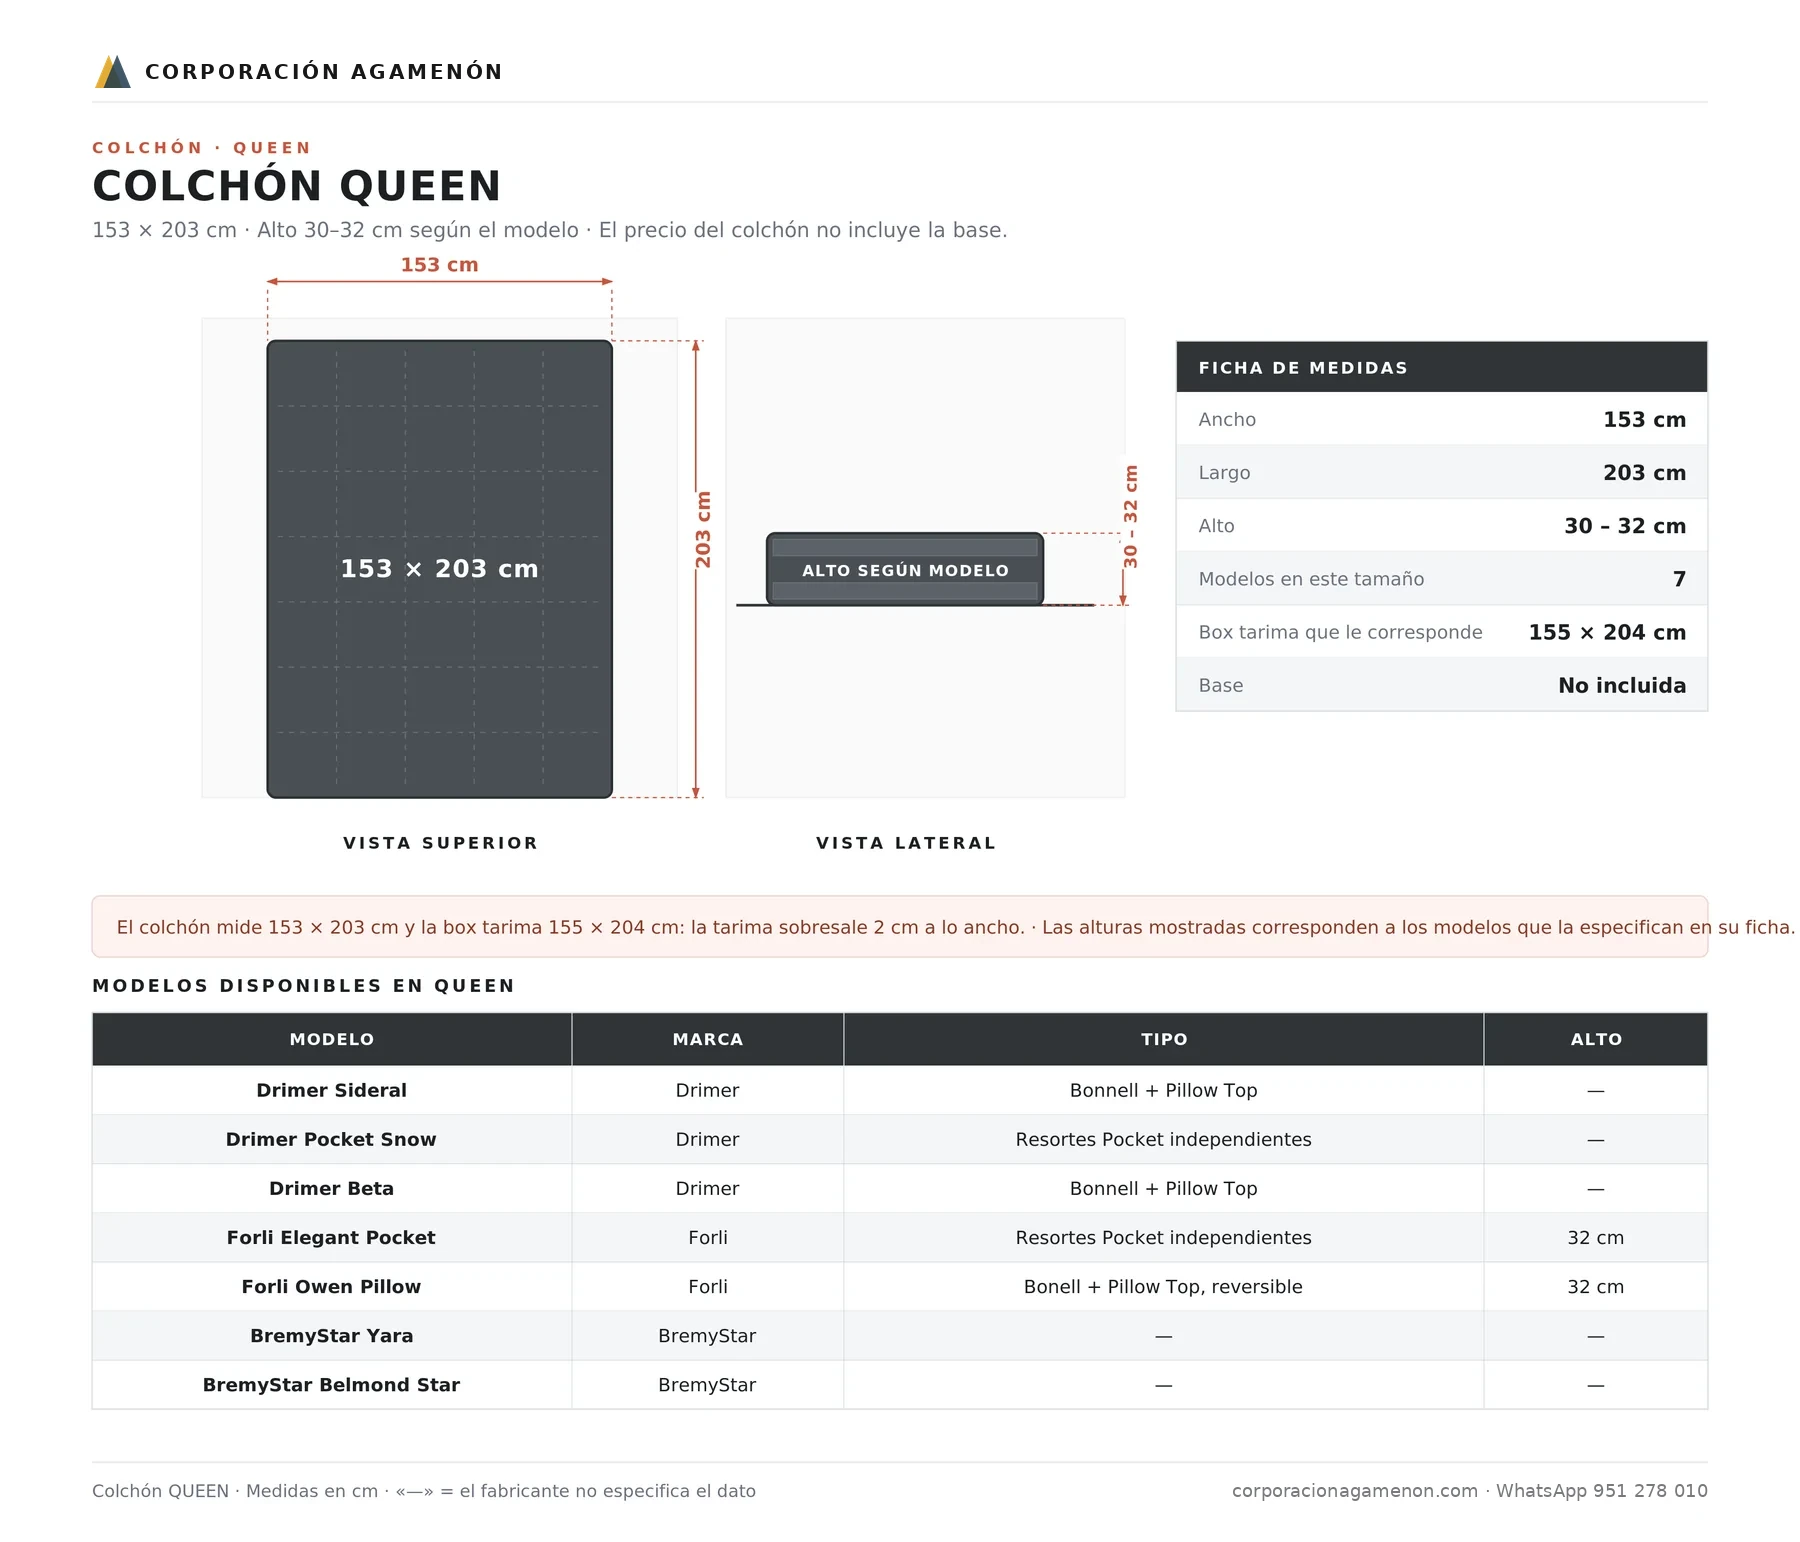 CORPORACIÓN AGAMENÓN
COLCHÓN · QUEEN
COLCHÓN QUEEN
153 × 203 cm · Alto 30–32 cm según el modelo · El precio del colchón no incluye la base.
153 cm
153 × 203 cm
203 cm
VISTA SUPERIOR
ALTO SEGÚN MODELO
30 – 32 cm
VISTA LATERAL
FICHA DE MEDIDAS
Ancho 153 cm
Largo 203 cm
Alto 30 – 32 cm
Modelos en este tamaño 7
Box tarima que le corresponde 155 × 204 cm
Base No incluida
El colchón mide 153 × 203 cm y la box tarima 155 × 204 cm: la tarima sobresale 2 cm a lo ancho. · Las alturas mostradas corresponden a los modelos que la especifican en su ficha.
MODELOS DISPONIBLES EN QUEEN
MODELO MARCA TIPO ALTO
Drimer Sideral Drimer Bonnell + Pillow Top —
Drimer Pocket Snow Drimer Resortes Pocket independientes —
Drimer Beta Drimer Bonnell + Pillow Top —
Forli Elegant Pocket Forli Resortes Pocket independientes 32 cm
Forli Owen Pillow Forli Bonell + Pillow Top, reversible 32 cm
BremyStar Yara BremyStar — —
BremyStar Belmond Star BremyStar — —
Colchón QUEEN · Medidas en cm · «—» = el fabricante no especifica el dato
corporacionagamenon.com · WhatsApp 951 278 010